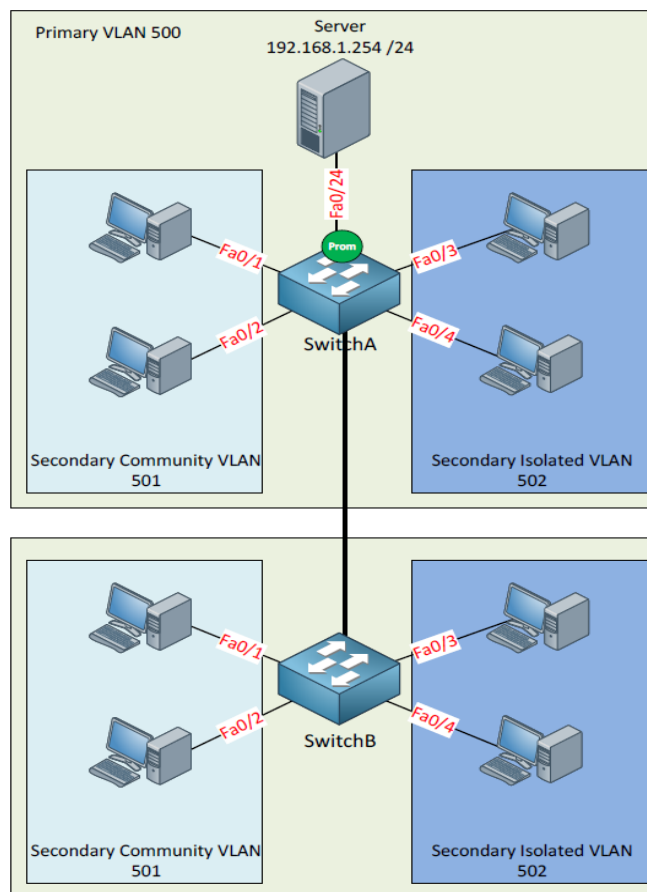 Primary VLAN 500
Server
192.168.1.254 /24
Fa0/24
Prom
Fa0/1
Fa0/3
Fa0/2
Fa0/4
SwitchA
Secondary Community VLAN
501
Secondary Isolated VLAN
502
Fa0/1
Fa0/3
Fa0/2
Fa0/4
SwitchB
Secondary Community VLAN
501
Secondary Isolated VLAN
502